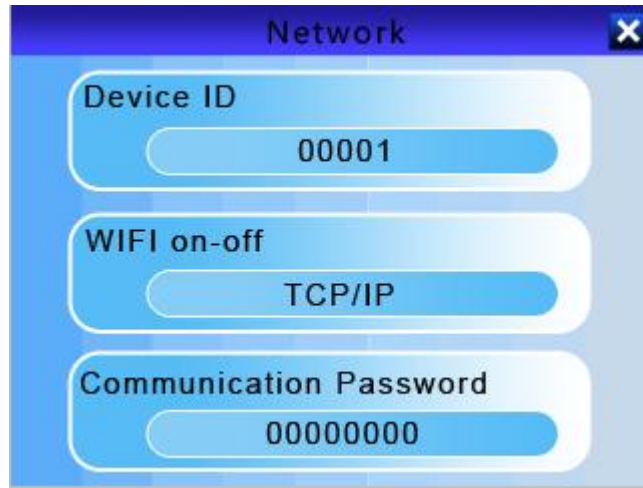 Network
Device ID
00001
WIFI on-off
TCP/IP
Communication Password
00000000